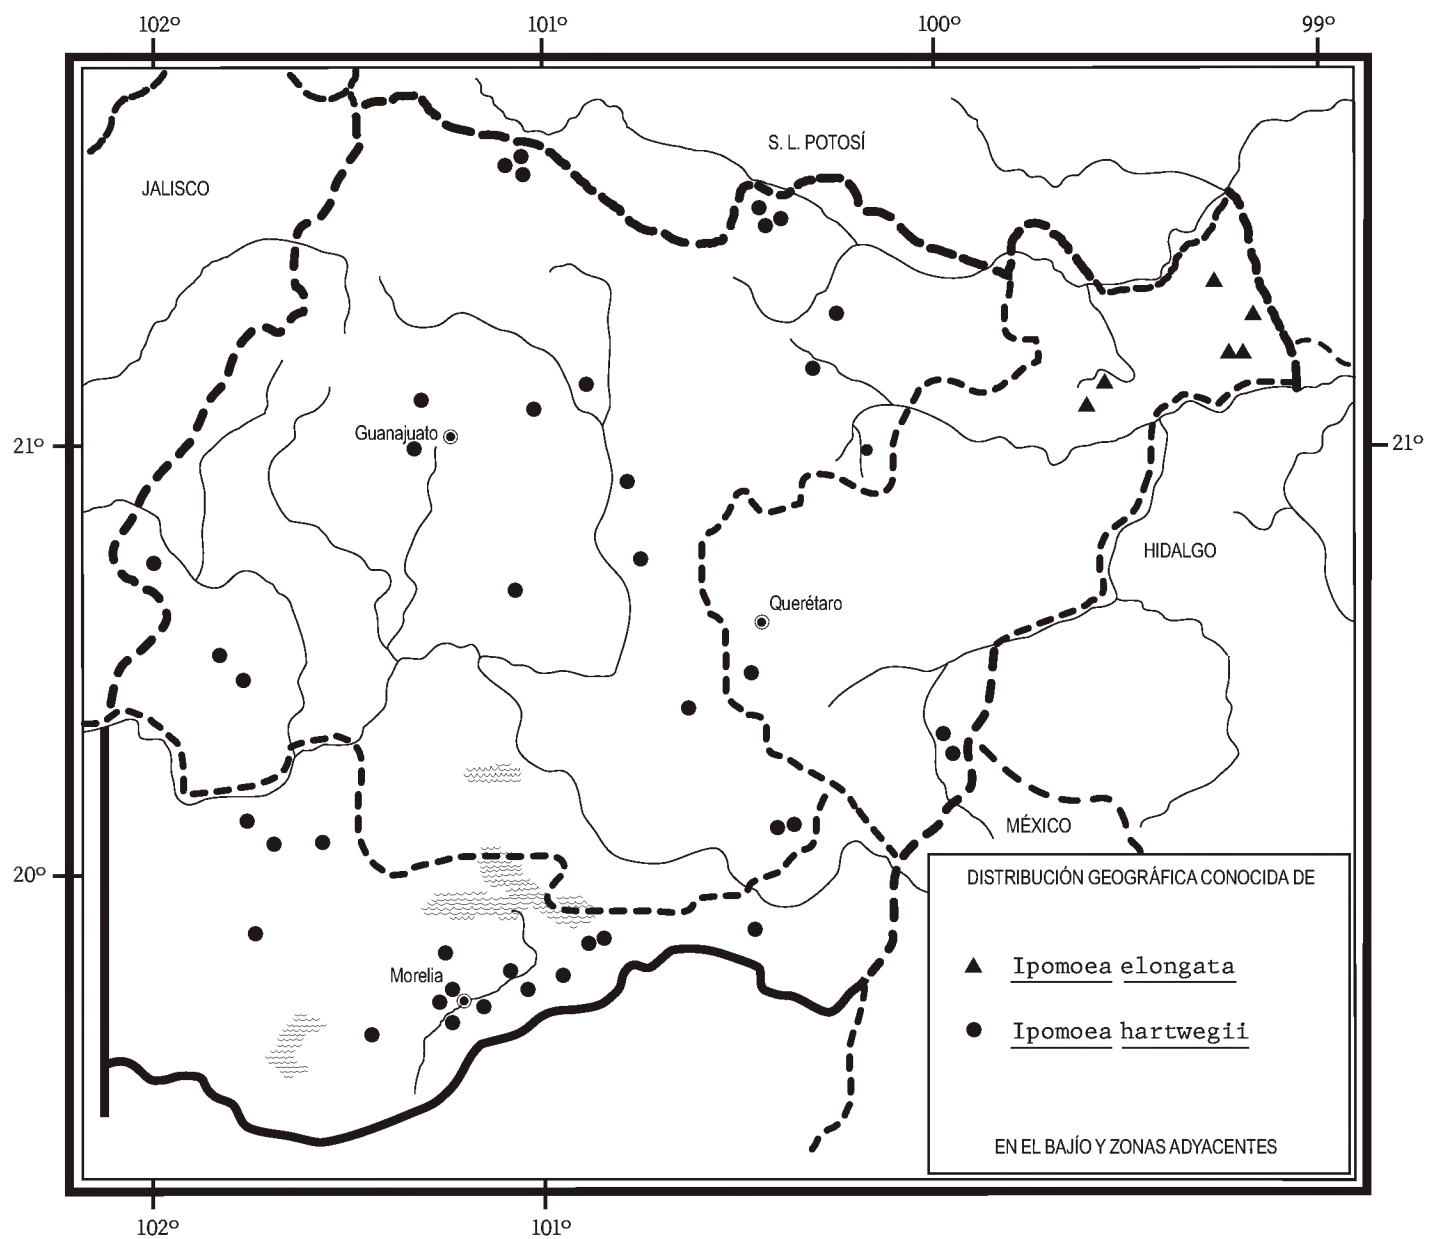 102º 101º 100º 99º
S. L. POTOSÍ
JALISCO
Guanajuato
21º 21º
HIDALGO
Querétaro
MÉXICO
20º
DISTRIBUCIÓN GEOGRÁFICA CONOCIDA DE
Ipomoea elongata
Morelia
Ipomoea hartwegii
EN EL BAJÍO Y ZONAS ADYACENTES
102º 101º